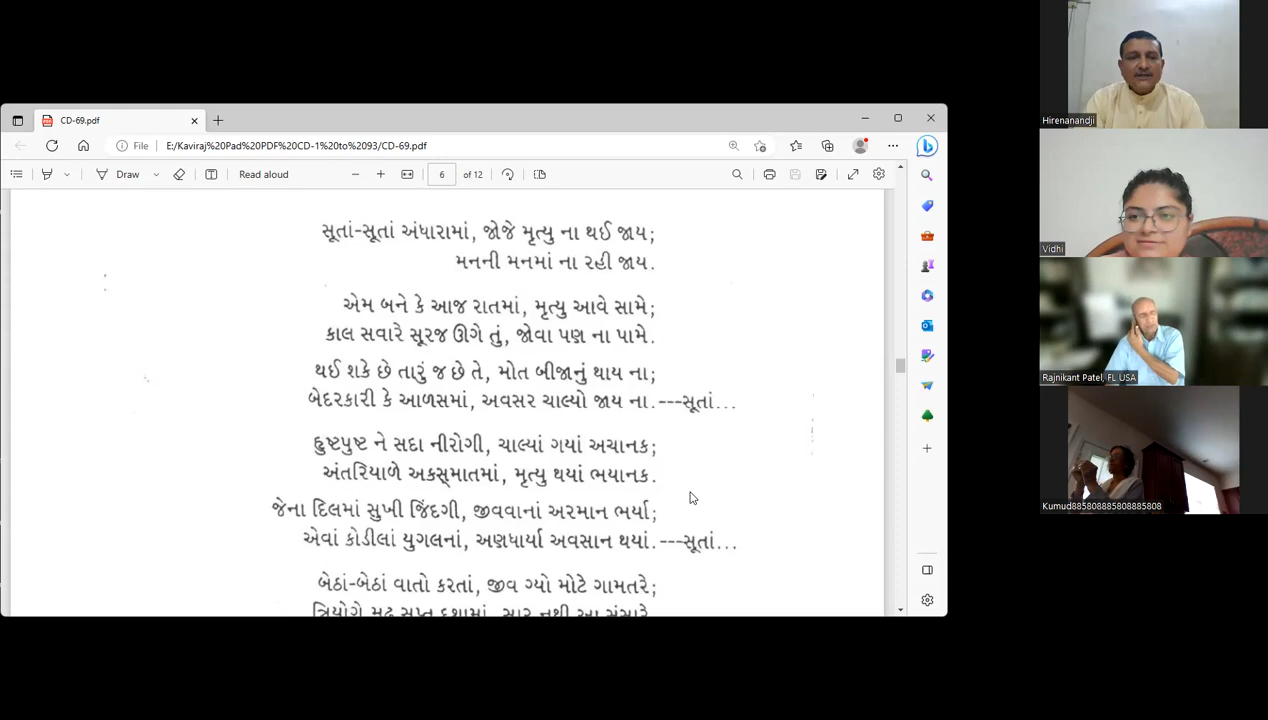 CD-69.pdf
File
E:/Kaviraj%20Pad%20PDF%20CD-1%20to%2093/CD-69.pdf
Draw
Read aloud
6
of 12
સૂતાં-સૂતાં અંધારામાં, જોજે મૃત્યુ ના થઈ જાય;
મનની મનમાં ના રહી જાય.
એમ બને કે આજ રાતમાં, મૃત્યુ આવે સામે;
કાલ સવારે સૂરજ ઊગે તું, જોવા પણ ના પામે.
થઈ શકે છે તારું જ છે તે, મોત બીજાનું થાય ના;
બેદરકારી કે આળસમાં, અવસર ચાલ્યો જાય ના.---સૂતાં...
હુષ્ટપુષ્ટ ને સદા નીરોગી, ચાલ્યાં ગયાં અચાનક;
અંતરિયાળે અકસ્માતમાં, મૃત્યુ થયાં ભયાનક.
જેના દિલમાં સુખી જિંદગી, જીવવાનાં અરમાન ભર્યા;
એવાં કોડીલાં યુગલનાં, અણધાર્યા અવસાન થયાં.---સૂતાં...
બેઠાં-બેઠાં વાતો કરતાં, જીવ ગ્યો મોટે ગામતરે;
ત્રિયોગે મૂઢ સુપ્ત દશામાં, સાર નથી આ સંસારે
Hirenanandji
Vidhi
Rajnikant Patel, FL USA
Kumud885808885808885808